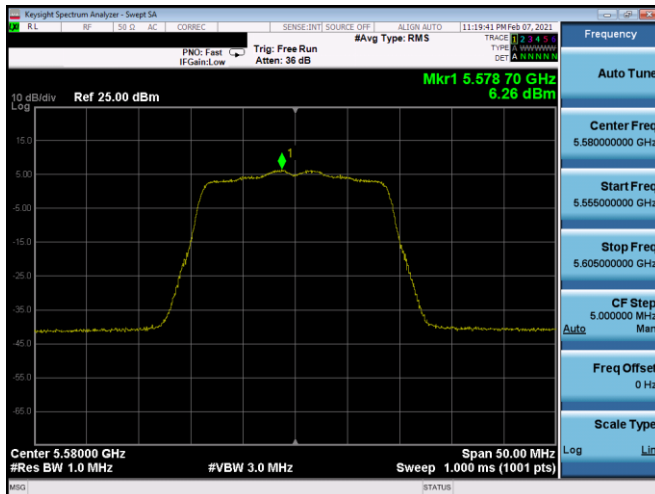 Keysight Spectrum Analyzer - Swept SA
RL RF 50 Ω AC CORREC SENSE:INT SOURCE OFF ALIGN AUTO 11:19:41 PM Feb 07, 2021
#Avg Type: RMS
TRACE 1 2 3 4 5 6
TYPE A WWWWW
DET A N N N N N
PNO: Fast Trig: Free Run
IFGain:Low Atten: 36 dB
Mkr1 5.578 70 GHz
6.26 dBm
10 dB/div Ref 25.00 dBm
Log
15.0
5.00
-5.00
-15.0
-25.0
-35.0
-45.0
-55.0
-65.0
1
Center 5.58000 GHz Span 50.00 MHz
#Res BW 1.0 MHz #VBW 3.0 MHz Sweep 1.000 ms (1001 pts)
MSG STATUS
Frequency
Auto Tune
Center Freq
5.580000000 GHz
Start Freq
5.555000000 GHz
Stop Freq
5.605000000 GHz
CF Step
5.000000 MHz
Auto Man
Freq Offset
0 Hz
Scale Type
Log Lin